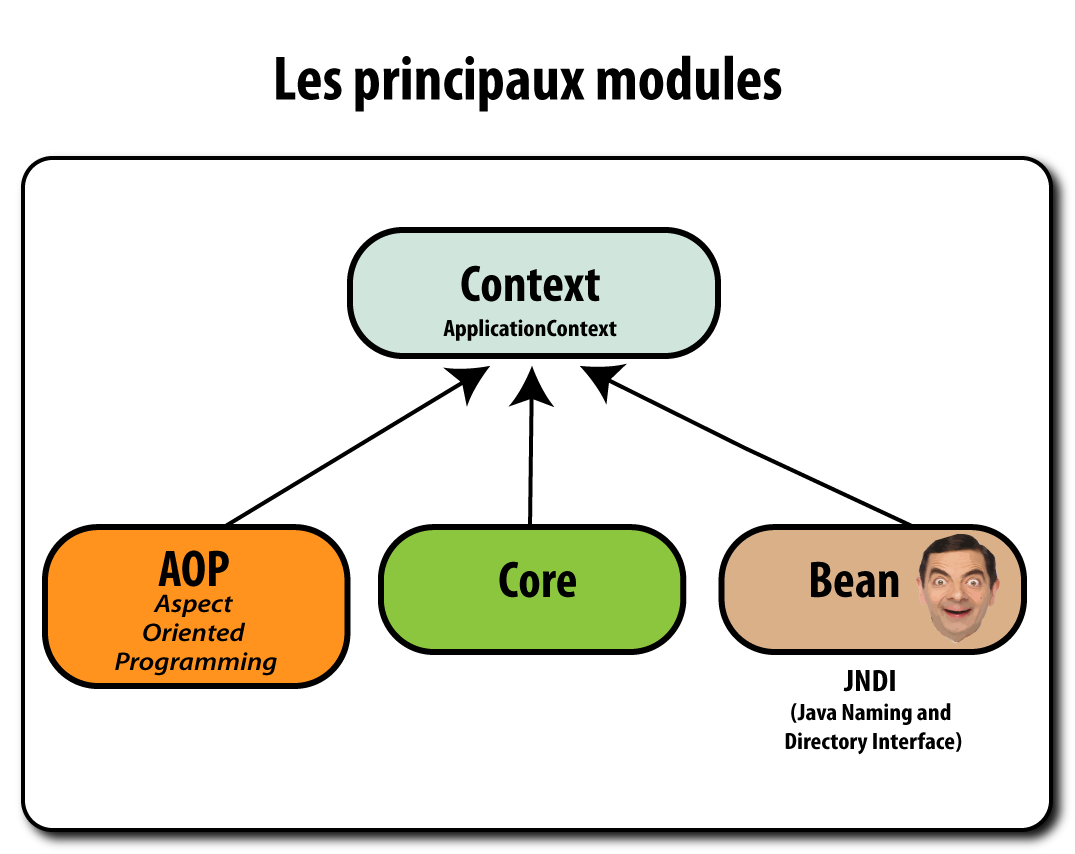 Les principaux modules
Context
ApplicationContext
AOP
Aspect
Oriented
Programming
Core
Bean
JNDI
(Java Naming and
Directory Interface)